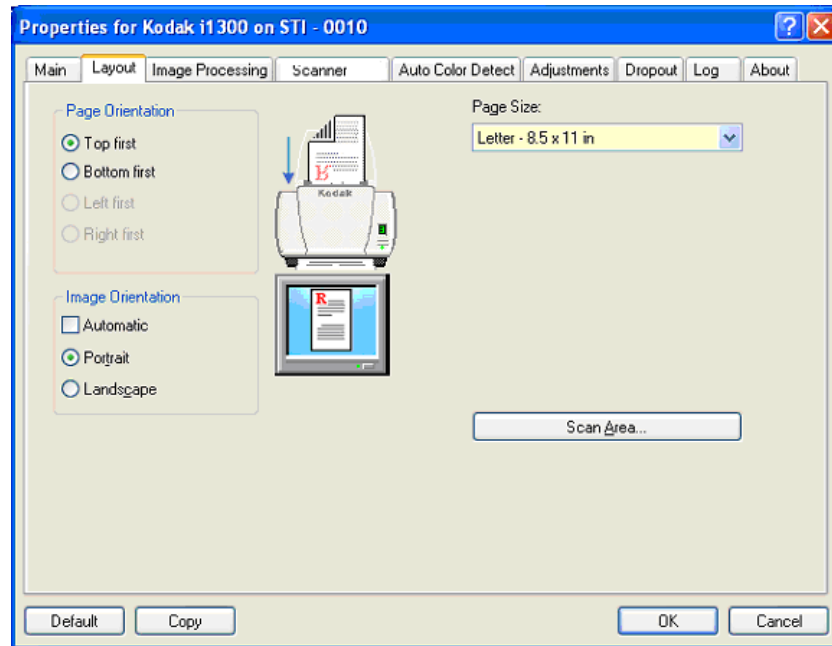 Properties for Kodak i1300 on STI - 0010
Main Layout Image Processing Scanner Auto Color Detect Adjustments Dropout Log About
Page Orientation
Top first
Bottom first
Left first
Right first
Kodak
R
Image Orientation
Automatic
Portrait
Landscape
R
Page Size:
Letter - 8.5 x 11 in
Scan Area...
Default Copy OK Cancel